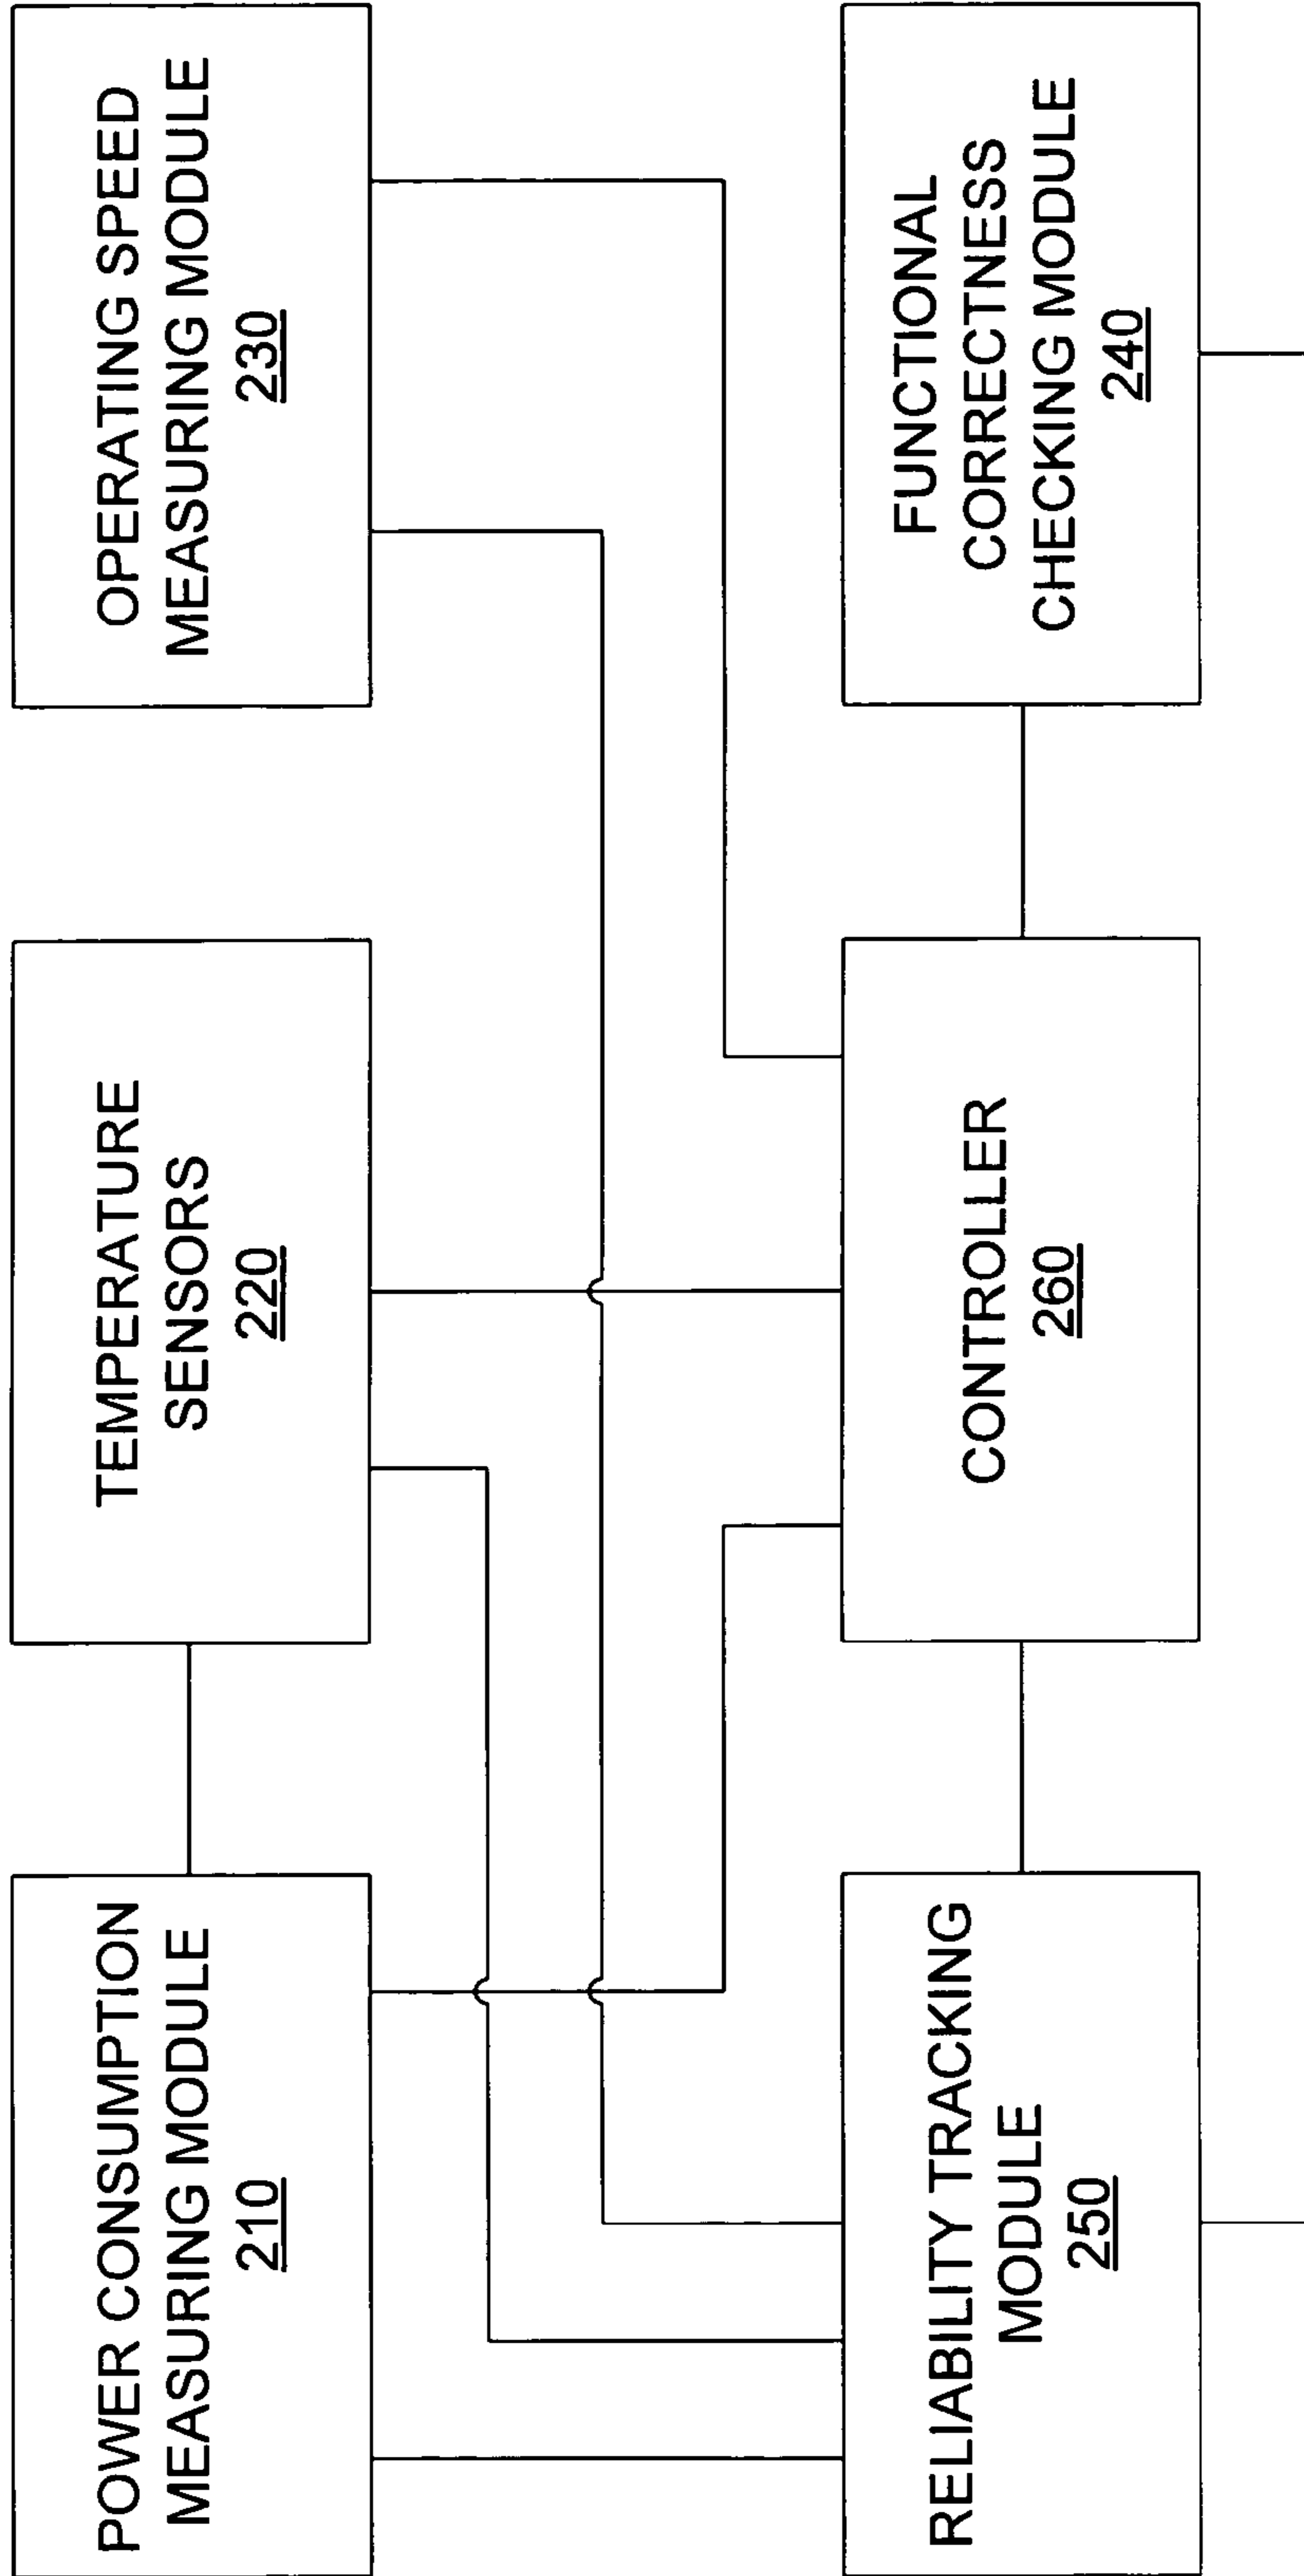 POWER CONSUMPTION
MEASURING MODULE
210
TEMPERATURE
SENSORS
220
OPERATING SPEED
MEASURING MODULE
230
RELIABILITY TRACKING
MODULE
250
CONTROLLER
260
FUNCTIONAL
CORRECTNESS
CHECKING MODULE
240